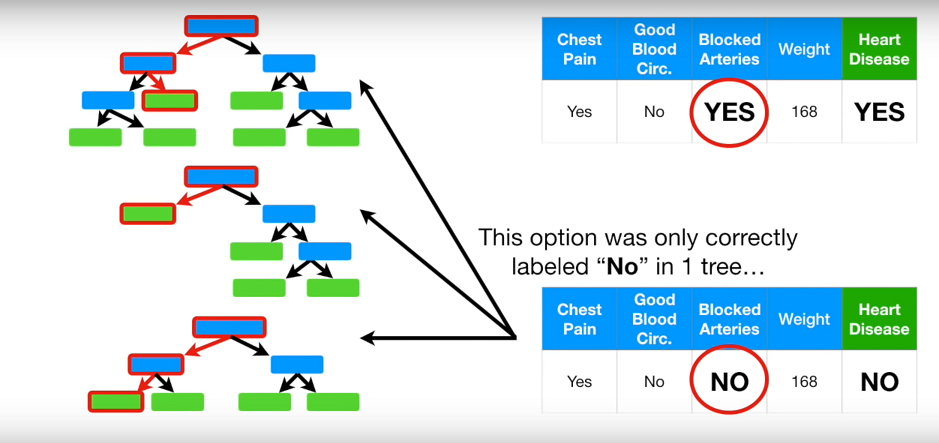 Chest Pain Good Blood Circ. Blocked Arteries Weight Heart Disease
Yes No YES 168 YES
This option was only correctly
labeled “No” in 1 tree…
Chest Pain Good Blood Circ. Blocked Arteries Weight Heart Disease
Yes No NO 168 NO